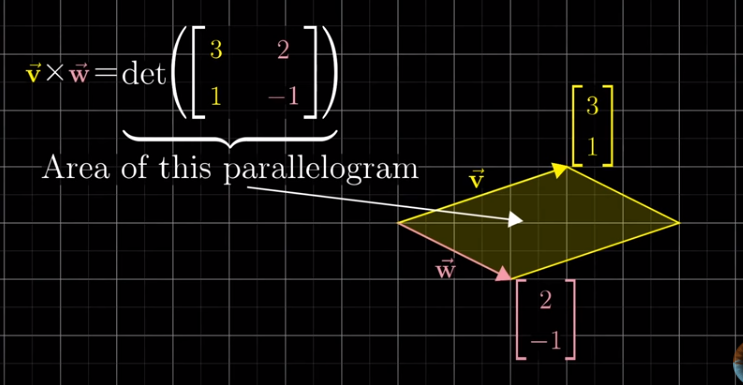 v⃗×w⃗=det([3 2
1 −1])
Area of this parallelogram
[3
1]
v⃗
w⃗
[2
−1]